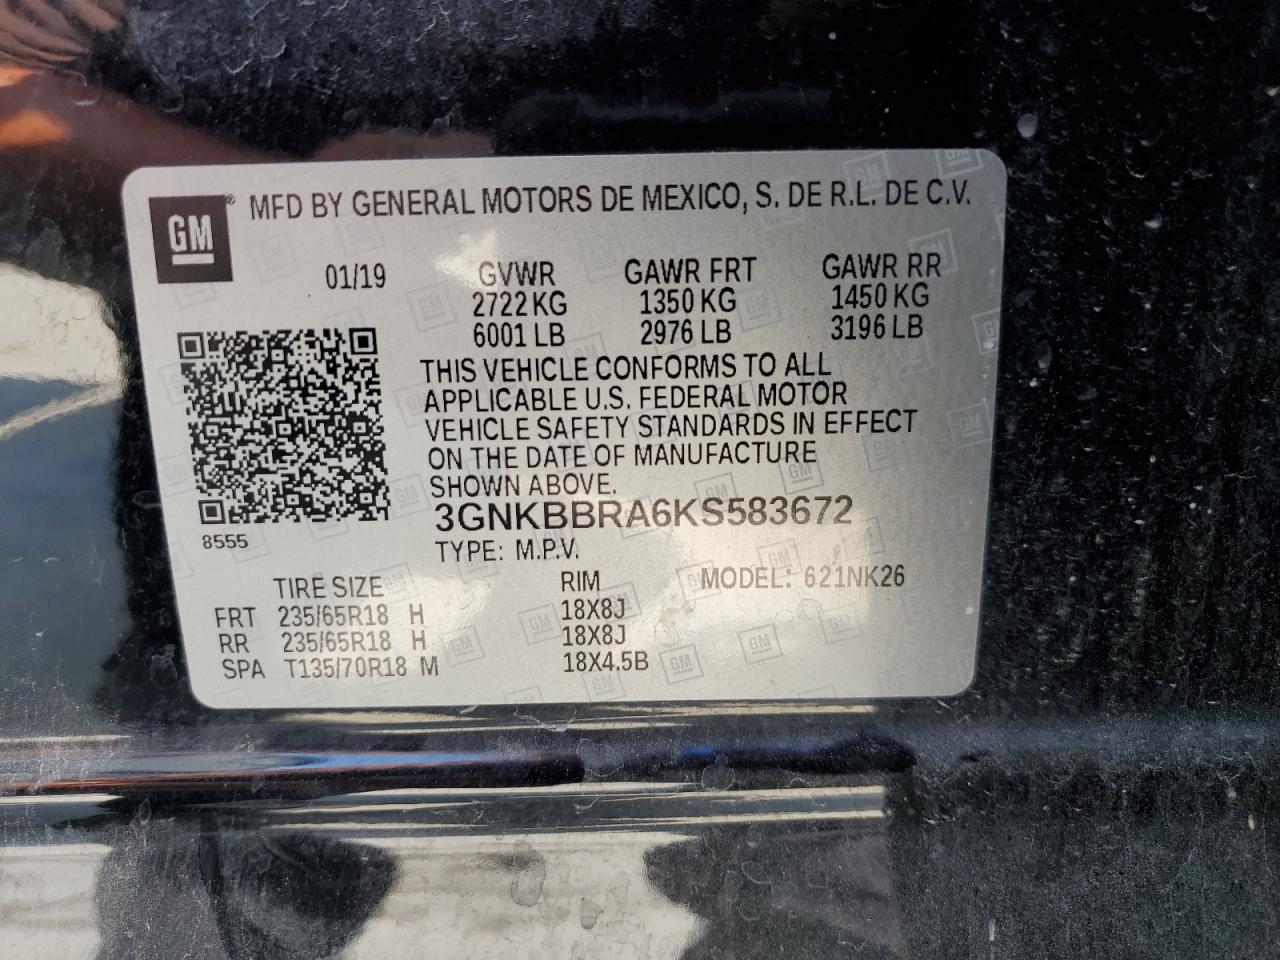 GM® MFD BY GENERAL MOTORS DE MEXICO, S. DE R.L. DE C.V.
01/19 GVWR GAWR FRT GAWR RR
2722 KG 1350 KG 1450 KG
6001 LB 2976 LB 3196 LB
THIS VEHICLE CONFORMS TO ALL
APPLICABLE U.S. FEDERAL MOTOR
VEHICLE SAFETY STANDARDS IN EFFECT
ON THE DATE OF MANUFACTURE
SHOWN ABOVE.
3GNKBBRA6KS583672
8555
TYPE: M.P.V.
TIRE SIZE RIM MODEL: 621NK26
FRT 235/65R18 H 18X8J
RR 235/65R18 H 18X8J
SPA T135/70R18 M 18X4.5B